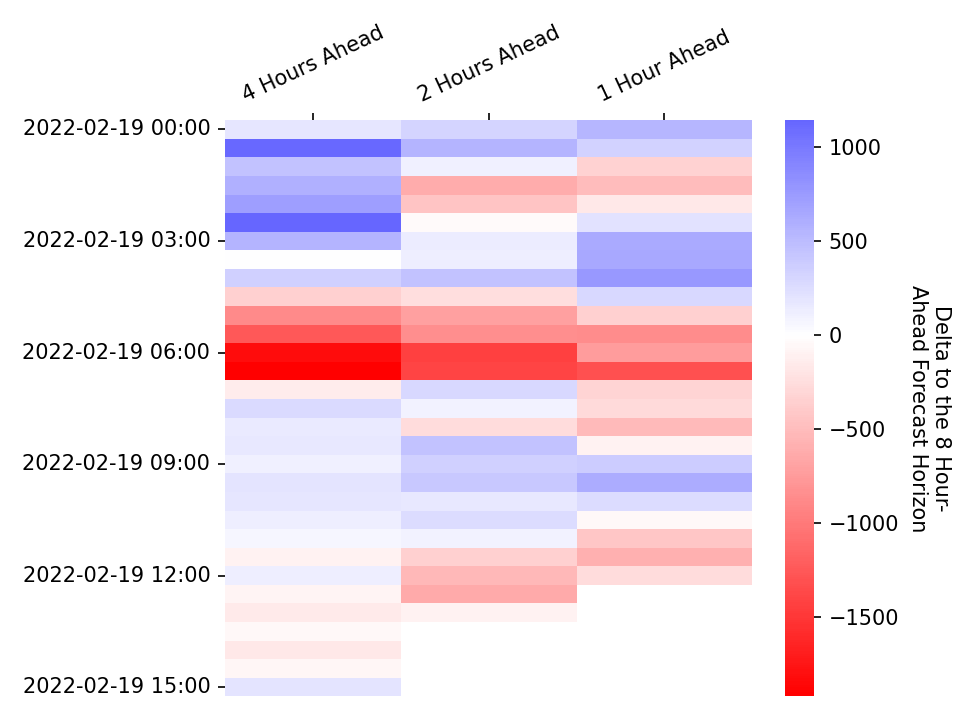 4 Hours Ahead
2 Hours Ahead
1 Hour Ahead
2022-02-19 00:00
2022-02-19 03:00
2022-02-19 06:00
2022-02-19 09:00
2022-02-19 12:00
2022-02-19 15:00
1000
500
0
−500
−1000
−1500
Delta to the 8 Hour-
Ahead Forecast Horizon